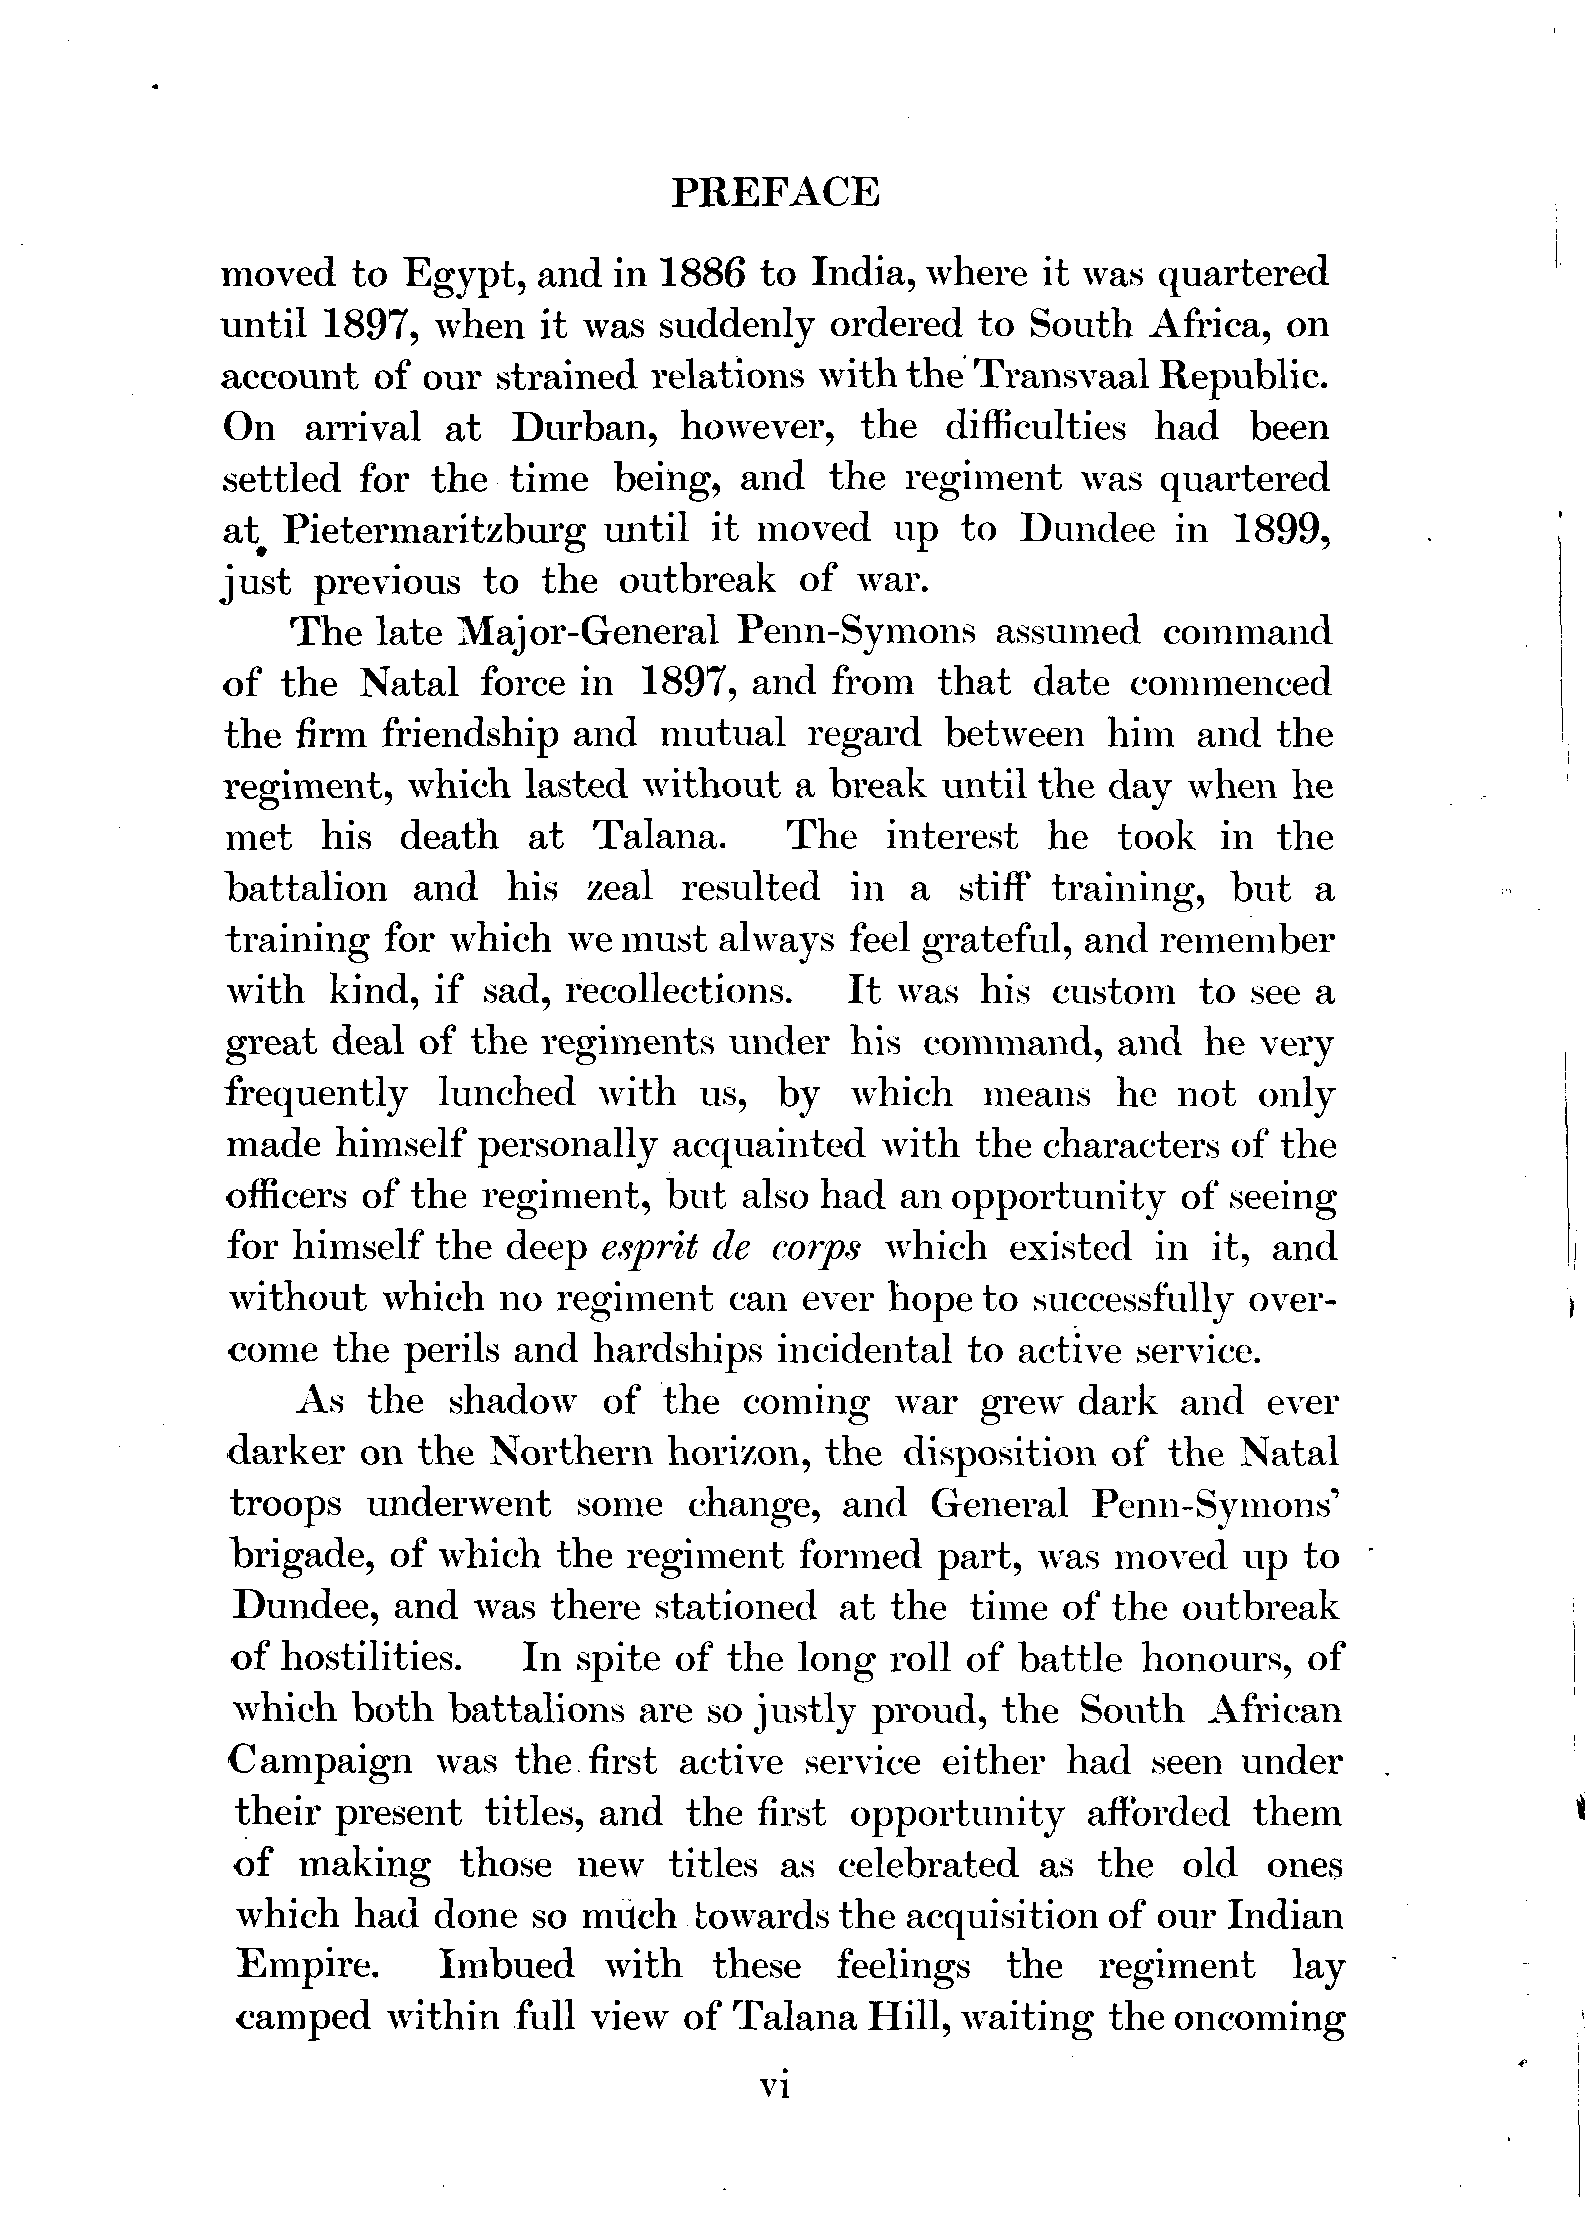 PREFACE
moved to Egypt, and in 1886 to India, where it was quartered
until 1897, when it was suddenly ordered to South Africa, on
account of our strained relations with the Transvaal Republic.
On arrival at Durban, however, the difficulties had been
settled for the time being, and the regiment was quartered
at Pietermaritzburg until it moved up to Dundee in 1899,
just previous to the outbreak of war.
The late Major-General Penn-Symons assumed command
of the Natal force in 1897, and from that date commenced
the firm friendship and mutual regard between him and the
regiment, which lasted without a break until the day when he
met his death at Talana. The interest he took in the
battalion and his zeal resulted in a stiff training, but a
training for which we must always feel grateful, and remember
with kind, if sad, recollections. It was his custom to see a
great deal of the regiments under his command, and he very
frequently lunched with us, by which means he not only
made himself personally acquainted with the characters of the
officers of the regiment, but also had an opportunity of seeing
for himself the deep esprit de corps which existed in it, and
without which no regiment can ever hope to successfully over-
come the perils and hardships incidental to active service.
As the shadow of the coming war grew dark and ever
darker on the Northern horizon, the disposition of the Natal
troops underwent some change, and General Penn-Symons'
brigade, of which the regiment formed part, was moved up to
Dundee, and was there stationed at the time of the outbreak
of hostilities. In spite of the long roll of battle honours, of
which both battalions are so justly proud, the South African
Campaign was the first active service either had seen under
their present titles, and the first opportunity afforded them
of making those new titles as celebrated as the old ones
which had done so much towards the acquisition of our Indian
Empire. Imbued with these feelings the regiment lay
camped within full view of Talana Hill, waiting the oncoming
vi